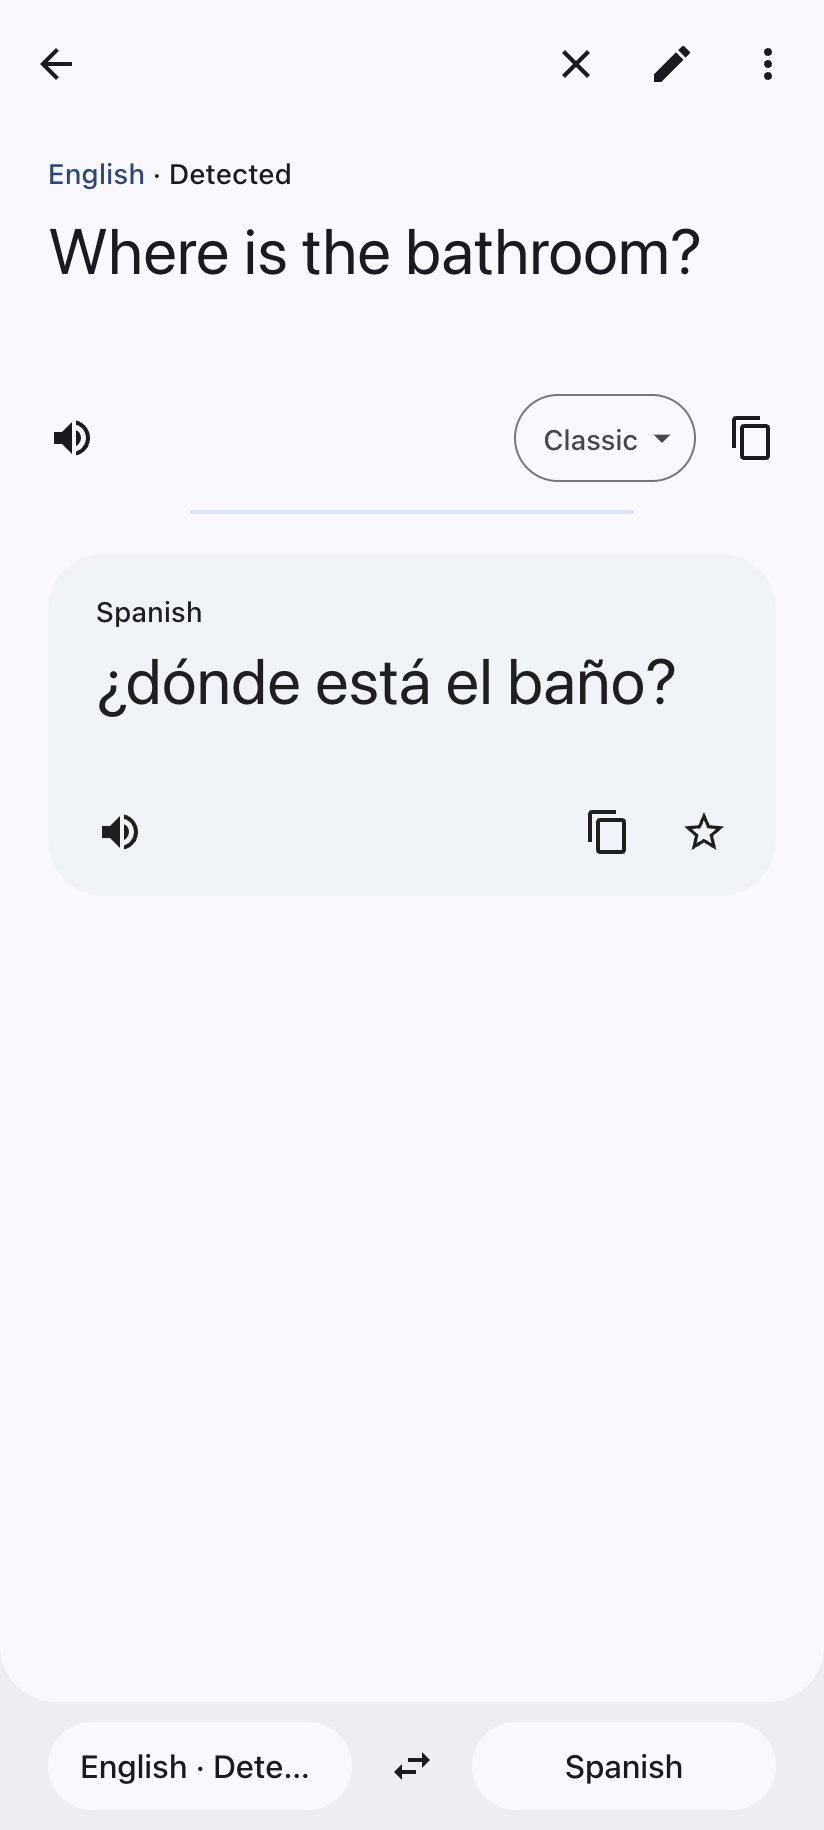 English · Detected
Where is the bathroom?
Classic
Spanish
¿dónde está el baño?
English · Dete...
Spanish